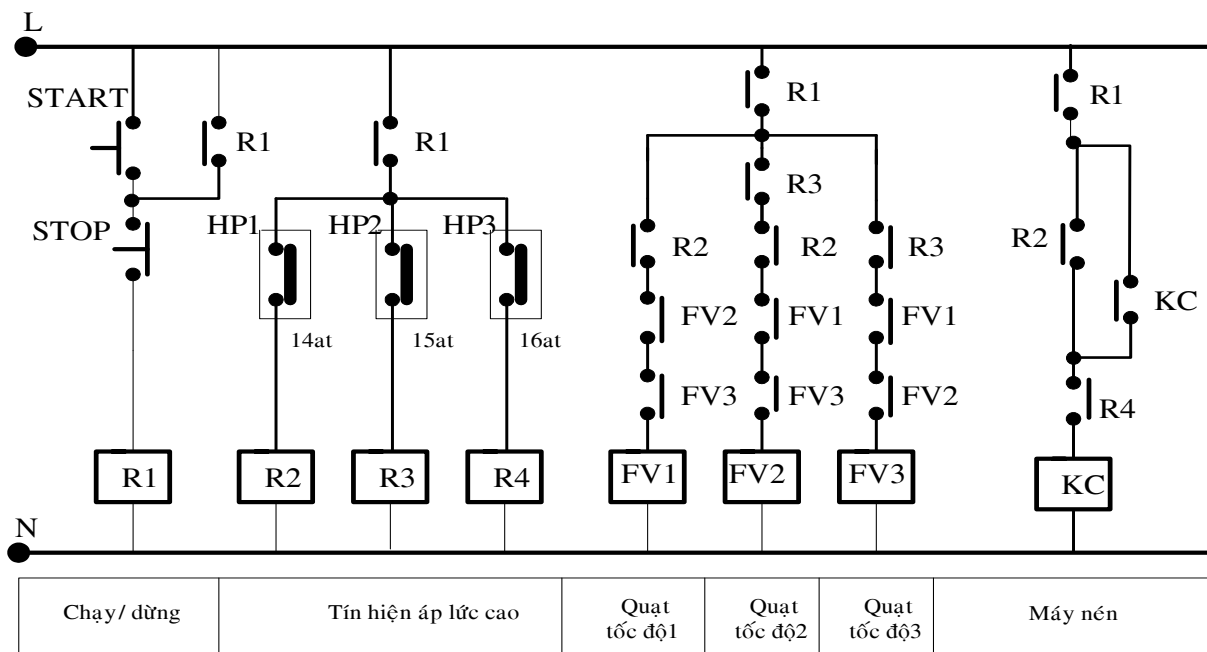 L
START
R1
R1
R1
R1
STOP
HP1
HP2
HP3
R3
R2
R2
R3
R2
KC
FV2
FV1
FV1
14at
15at
16at
FV3
FV3
FV2
R4
R1
R2
R3
R4
FV1
FV2
FV3
KC
N
Chạy/ dừng
Tín hiện áp lực cao
Quạt
tốc độ1
Quạt
tốc độ2
Quạt
tốc độ3
Máy nén